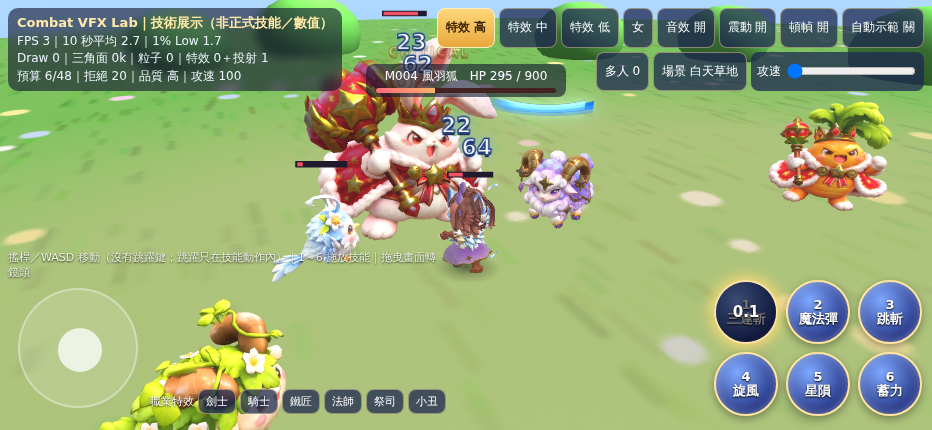 Combat VFX Lab｜技術展示（非正式技能／數值）
FPS 3｜10 秒平均 2.7｜1% Low 1.7
Draw 0｜三角面 0k｜粒子 0｜特效 0＋投射 1
預算 6/48｜拒絕 20｜品質 高｜攻速 100
特效 高
特效 中
特效 低
女
音效 開
震動 開
頓幀 開
自動示範 關
多人 0
場景 白天草地
攻速
23
CRITICAL
62
M004 風羽狐 HP 295 / 900
22
64
搖桿／WASD 移動（沒有跳躍鍵；跳躍只在技能動作內）｜1～6 施放技能｜拖曳畫面轉
鏡頭
1
三連斬
0.1
2
魔法彈
3
跳斬
4
旋風
5
星隕
6
蓄力
職業特效
劍士
騎士
鐵匠
法師
祭司
小丑